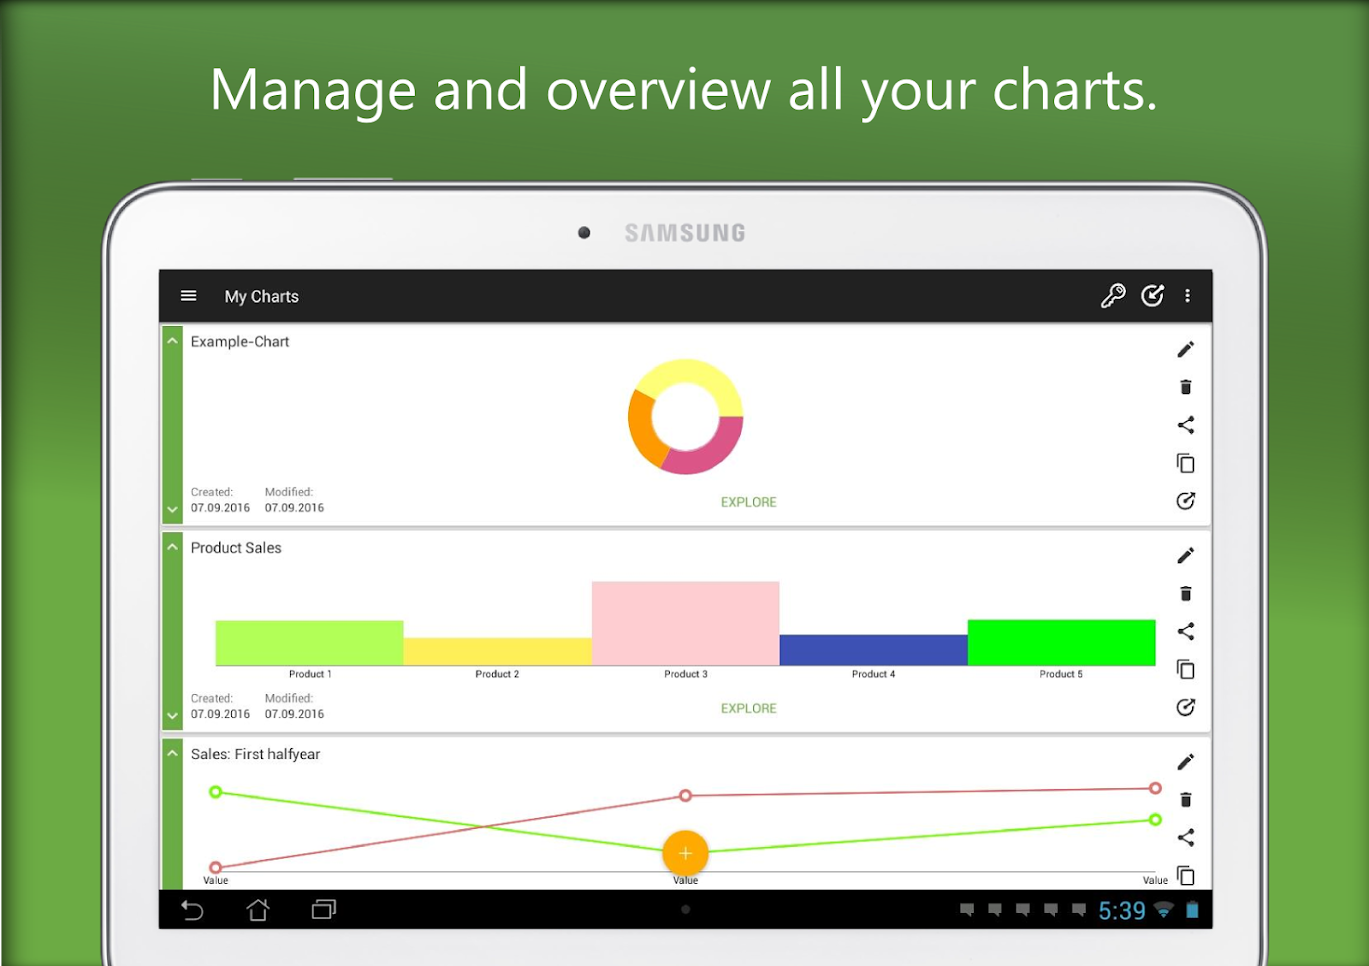 Manage and overview all your charts.
SAMSUNG
My Charts
Example-Chart
Created: Modified:
07.09.2016 07.09.2016
EXPLORE
Product Sales
Product 1 Product 2 Product 3 Product 4 Product 5
Created: Modified:
07.09.2016 07.09.2016
EXPLORE
Sales: First halfyear
Value Value Value
5:39